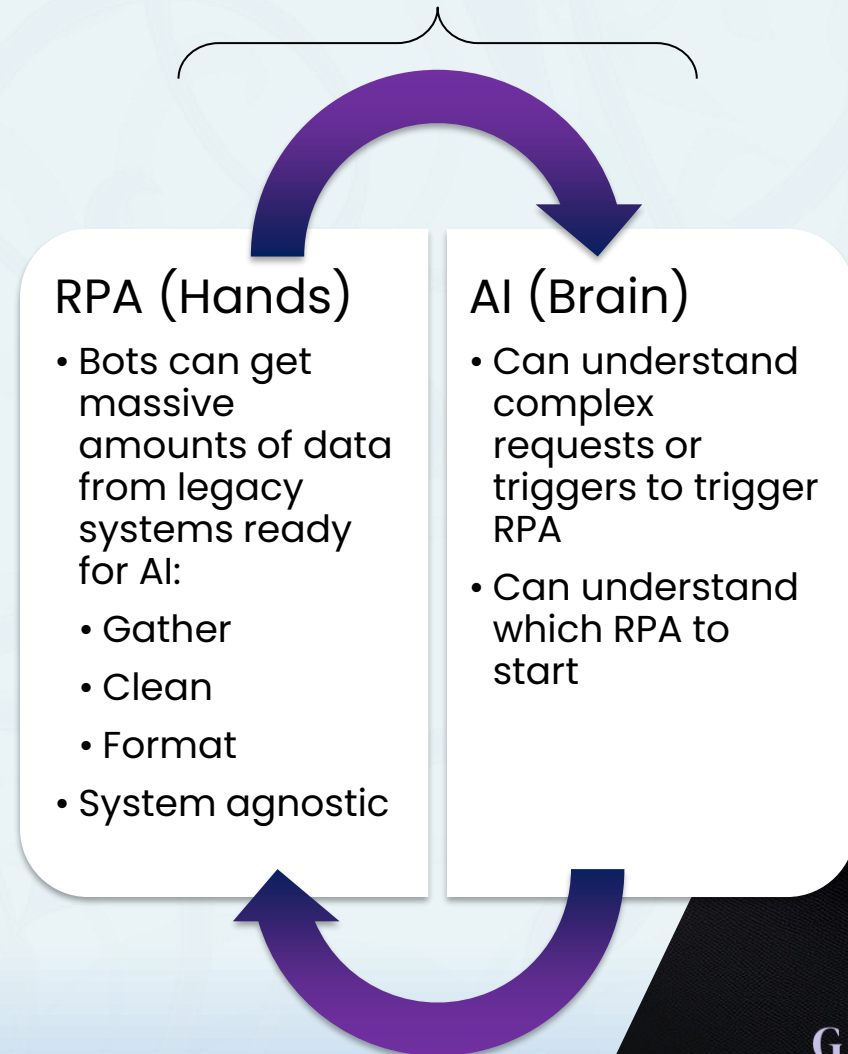 RPA (Hands)
• Bots can get
massive
amounts of data
from legacy
systems ready
for AI:
• Gather
• Clean
• Format
• System agnostic
AI (Brain)
• Can understand
complex
requests or
triggers to trigger
RPA
• Can understand
which RPA to
start
G